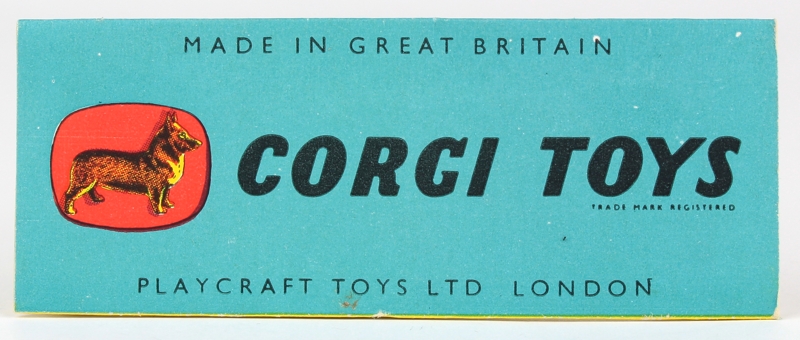 MADE IN GREAT BRITAIN
CORGI TOYS
TRADE MARK REGISTERED
PLAYCRAFT TOYS LTD LONDON